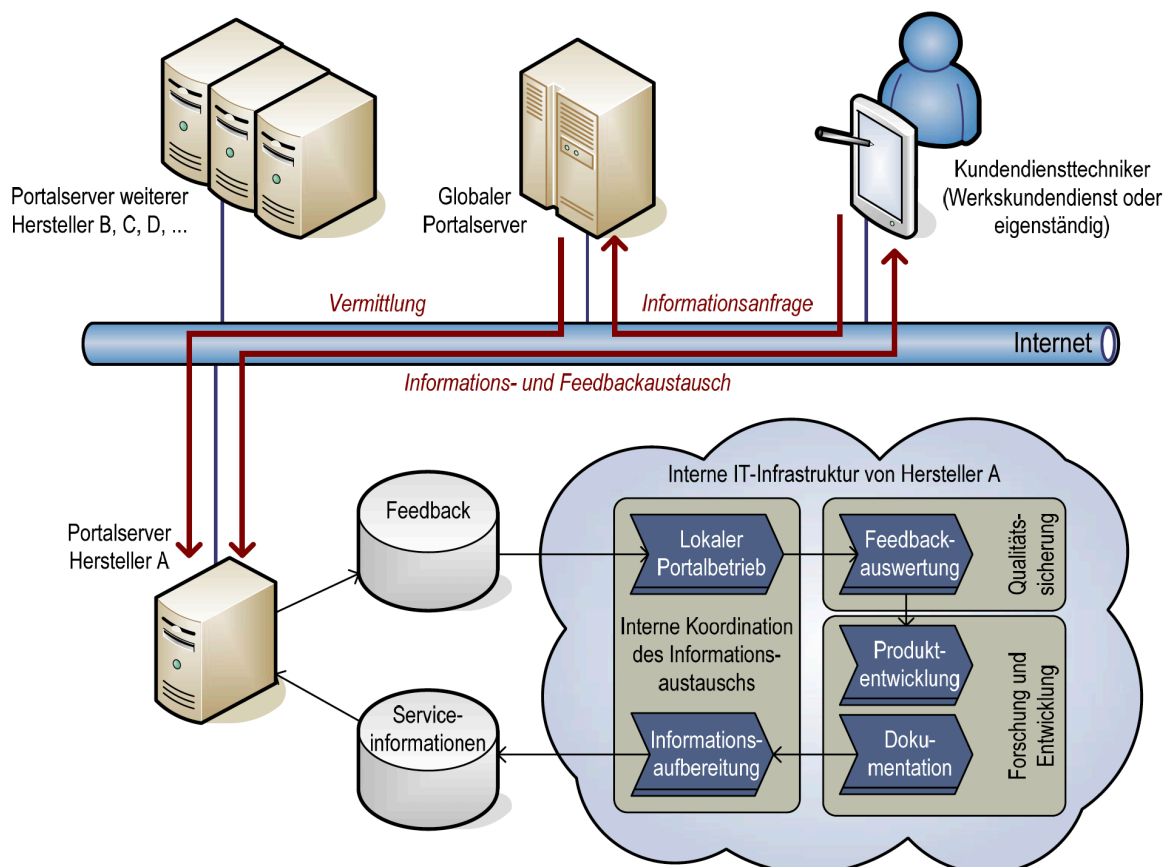 Portalserver weiterer
Hersteller B, C, D, ...
Globaler
Portalserver
Kundendiensttechniker
(Werkskundendienst oder
eigenständig)
Vermittlung
Informationsanfrage
Internet
Informations- und Feedbackaustausch
Portalserver
Hersteller A
Feedback
Service-
informationen
Interne IT-Infrastruktur von Hersteller A
Lokaler
Portalbetrieb
Interne Koordination
des Informations-
austauschs
Informations-
aufbereitung
Feedback-
auswertung
Qualitäts-
sicherung
Produkt-
entwicklung
Doku-
mentation
Forschung und
Entwicklung